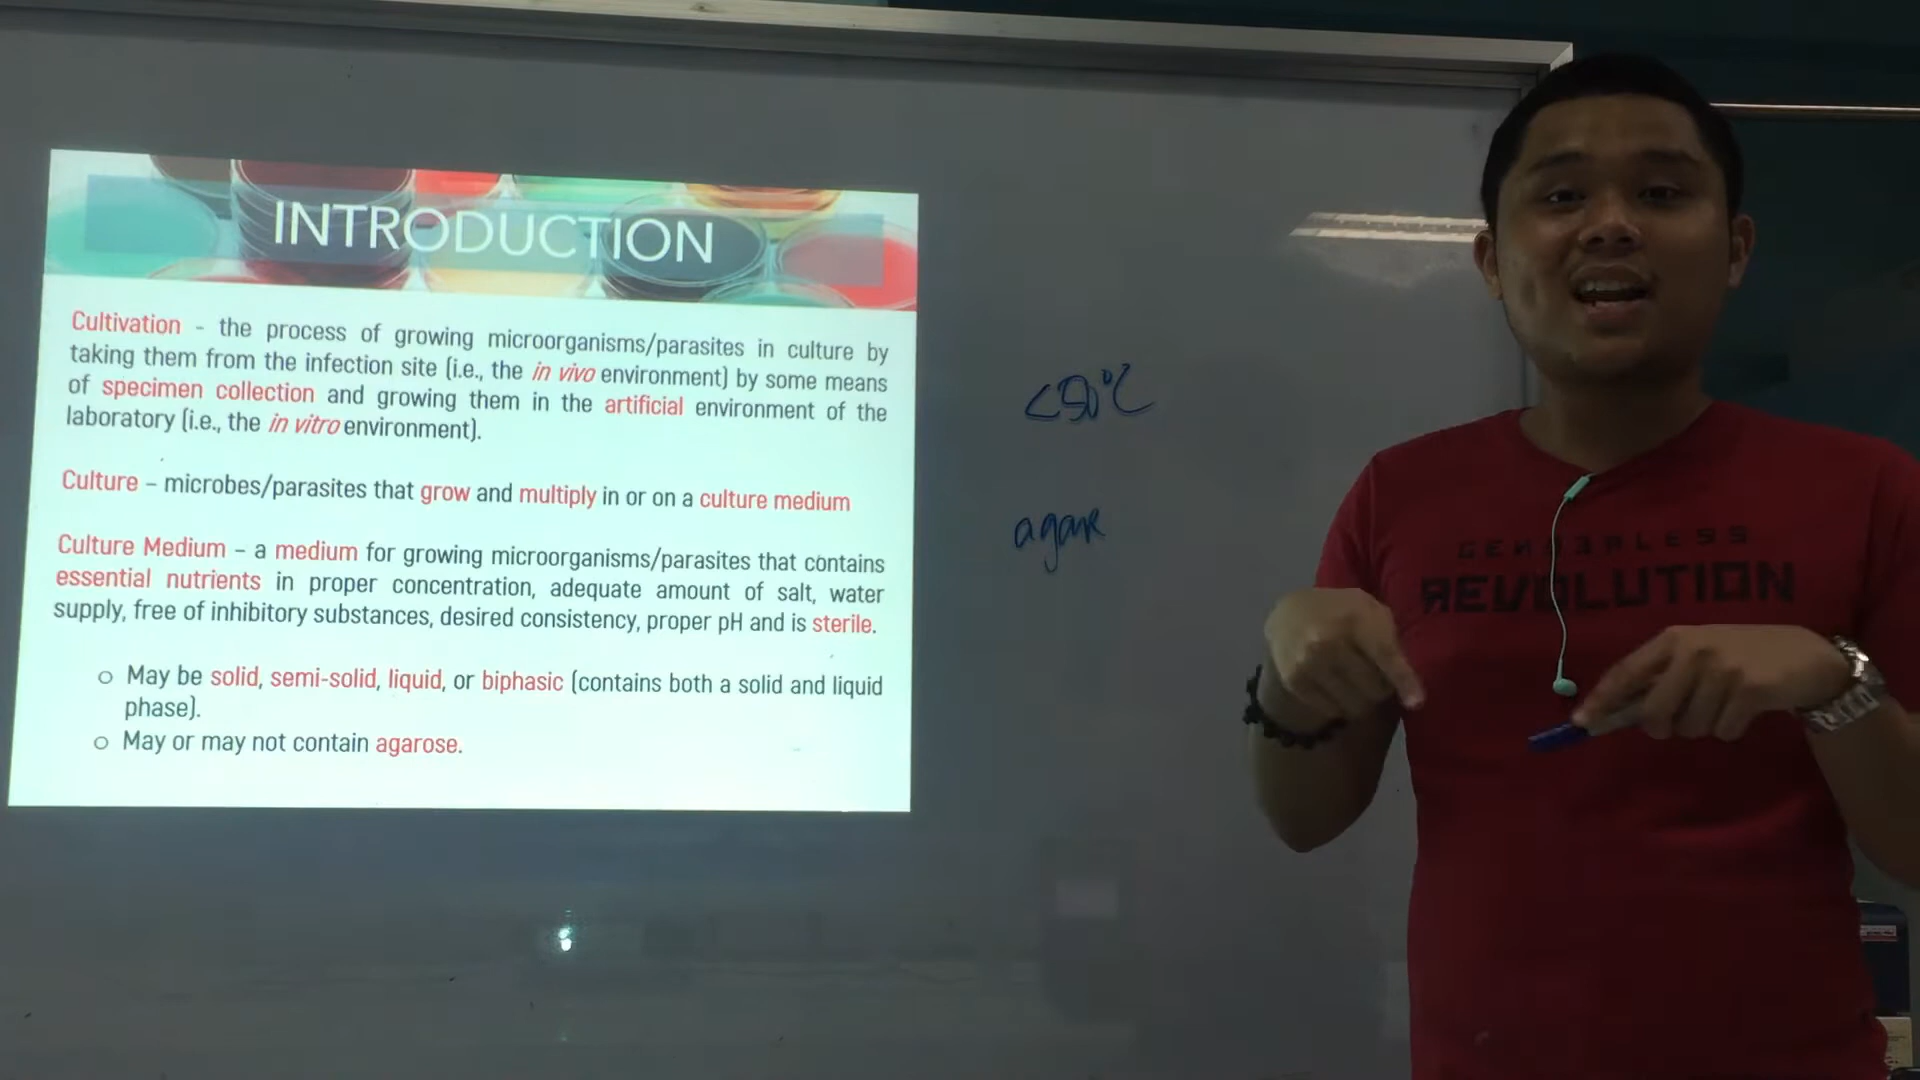 INTRODUCTION
Cultivation - the process of growing microorganisms/parasites in culture by
taking them from the infection site (i.e., the in vivo environment) by some means
of specimen collection and growing them in the artificial environment of the
laboratory (i.e., the in vitro environment).
Culture – microbes/parasites that grow and multiply in or on a culture medium
Culture Medium – a medium for growing microorganisms/parasites that contains
essential nutrients in proper concentration, adequate amount of salt, water
supply, free of inhibitory substances, desired consistency, proper pH and is sterile.
o May be solid, semi-solid, liquid, or biphasic (contains both a solid and liquid
phase).
o May or may not contain agarose.
<50°C
agar
GENDERLESS
REVOLUTION